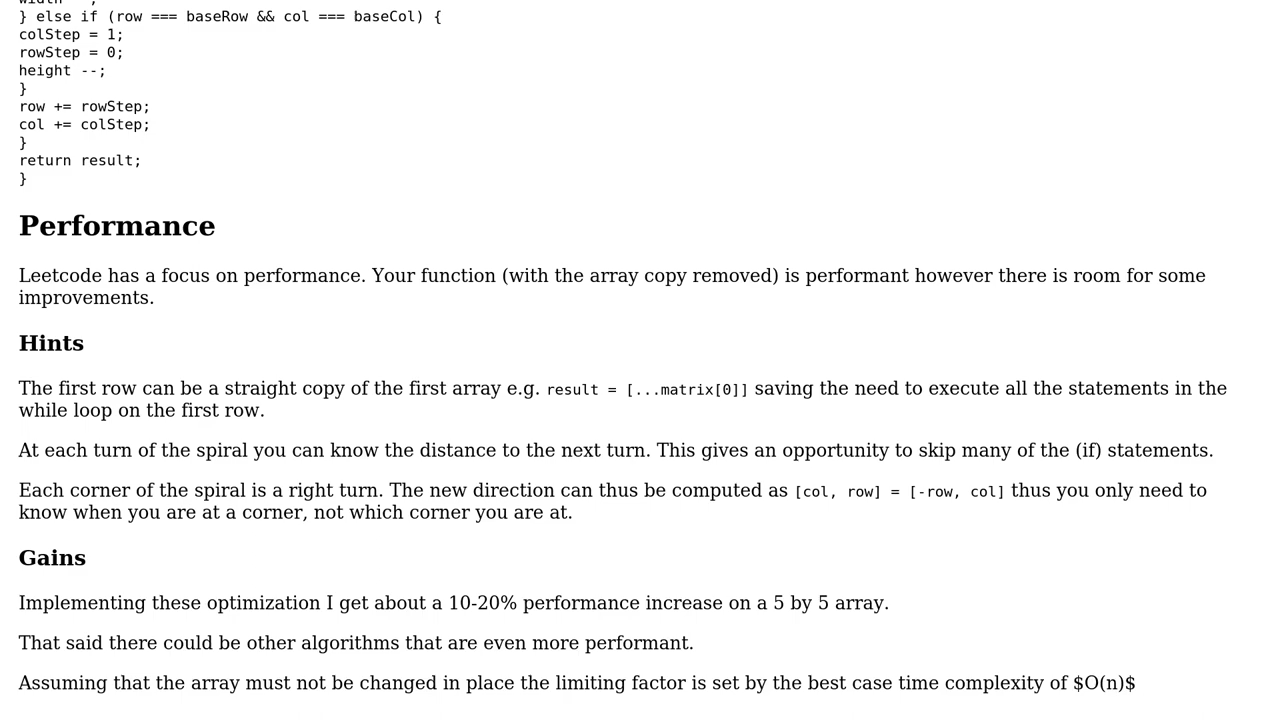 } else if (row === baseRow && col === baseCol) {
colStep = 1;
rowStep = 0;
height --;
}
row += rowStep;
col += colStep;
}
return result;
}
Performance
Leetcode has a focus on performance. Your function (with the array copy removed) is performant however there is room for some
improvements.
Hints
The first row can be a straight copy of the first array e.g. result = [...matrix[0]] saving the need to execute all the statements in the
while loop on the first row.
At each turn of the spiral you can know the distance to the next turn. This gives an opportunity to skip many of the (if) statements.
Each corner of the spiral is a right turn. The new direction can thus be computed as [col, row] = [-row, col] thus you only need to
know when you are at a corner, not which corner you are at.
Gains
Implementing these optimization I get about a 10-20% performance increase on a 5 by 5 array.
That said there could be other algorithms that are even more performant.
Assuming that the array must not be changed in place the limiting factor is set by the best case time complexity of $O(n)$